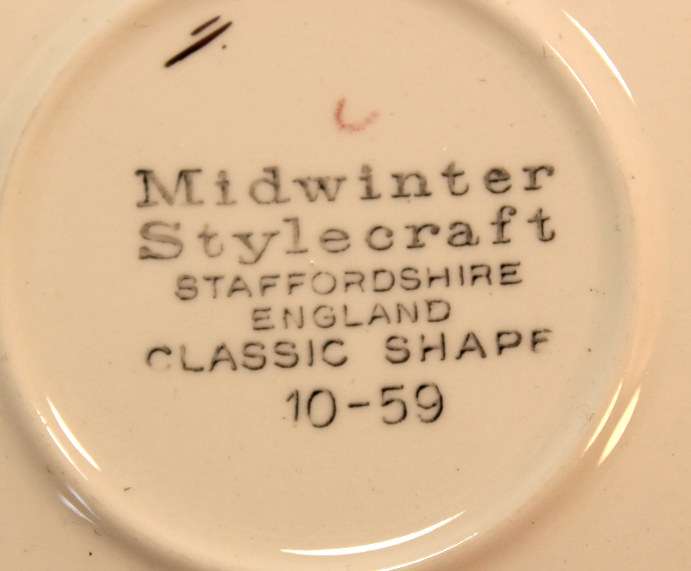 Midwinter
Stylecraft
STAFFORDSHIRE
ENGLAND
CLASSIC SHAPE
10-59